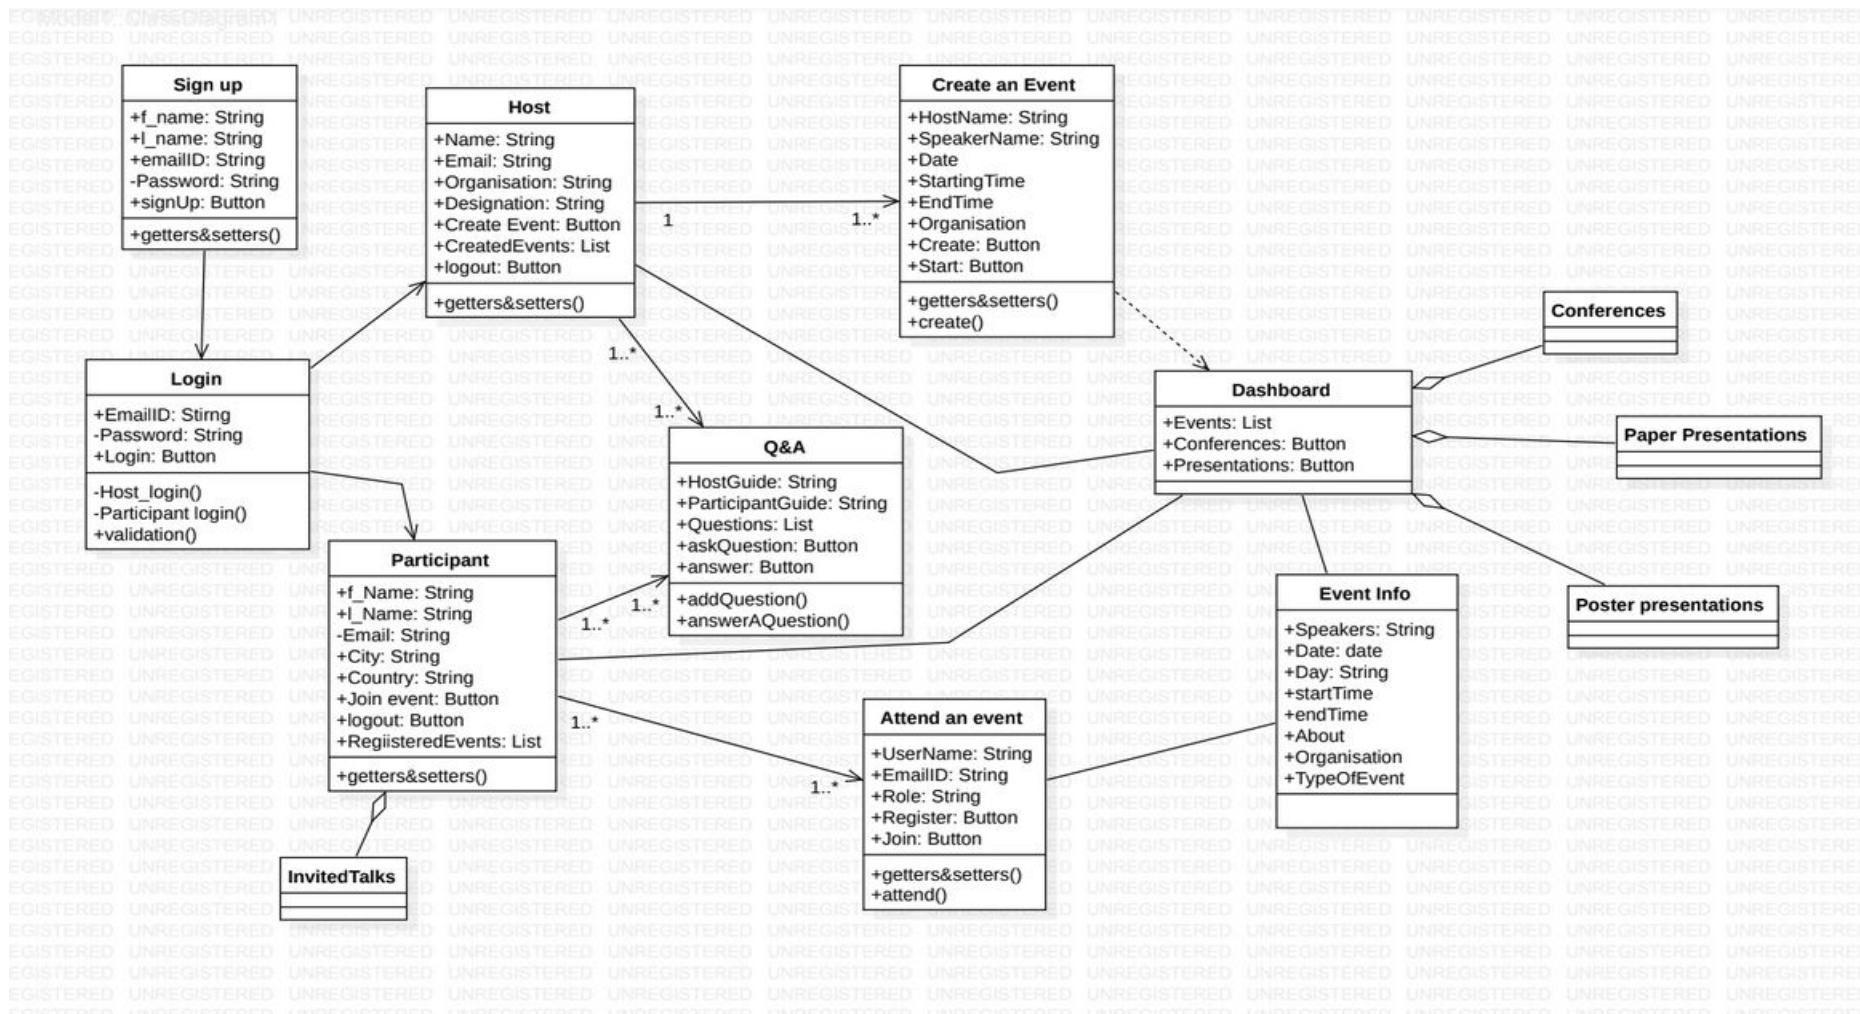 Model1::ClassDiagram1
Sign up
+f_name: String
+l_name: String
+emailID: String
-Password: String
+signUp: Button
+getters&setters()
Host
+Name: String
+Email: String
+Organisation: String
+Designation: String
+Create Event: Button
+CreatedEvents: List
+logout: Button
+getters&setters()
Create an Event
+HostName: String
+SpeakerName: String
+Date
+StartingTime
+EndTime
+Organisation
+Create: Button
+Start: Button
+getters&setters()
+create()
1
1..*
Login
+EmailID: Stirng
-Password: String
+Login: Button
-Host_login()
-Participant login()
+validation()
1..*
1..*
Q&A
+HostGuide: String
+ParticipantGuide: String
+Questions: List
+askQuestion: Button
+answer: Button
+addQuestion()
+answerAQuestion()
Dashboard
+Events: List
+Conferences: Button
+Presentations: Button
Conferences
Paper Presentations
Poster presentations
Participant
+f_Name: String
+l_Name: String
-Email: String
+City: String
+Country: String
+Join event: Button
+logout: Button
+RegiisteredEvents: List
+getters&setters()
1..*
1..*
1..*
1..*
Attend an event
+UserName: String
+EmailID: String
+Role: String
+Register: Button
+Join: Button
+getters&setters()
+attend()
Event Info
+Speakers: String
+Date: date
+Day: String
+startTime
+endTime
+About
+Organisation
+TypeOfEvent
InvitedTalks
UNREGISTERED